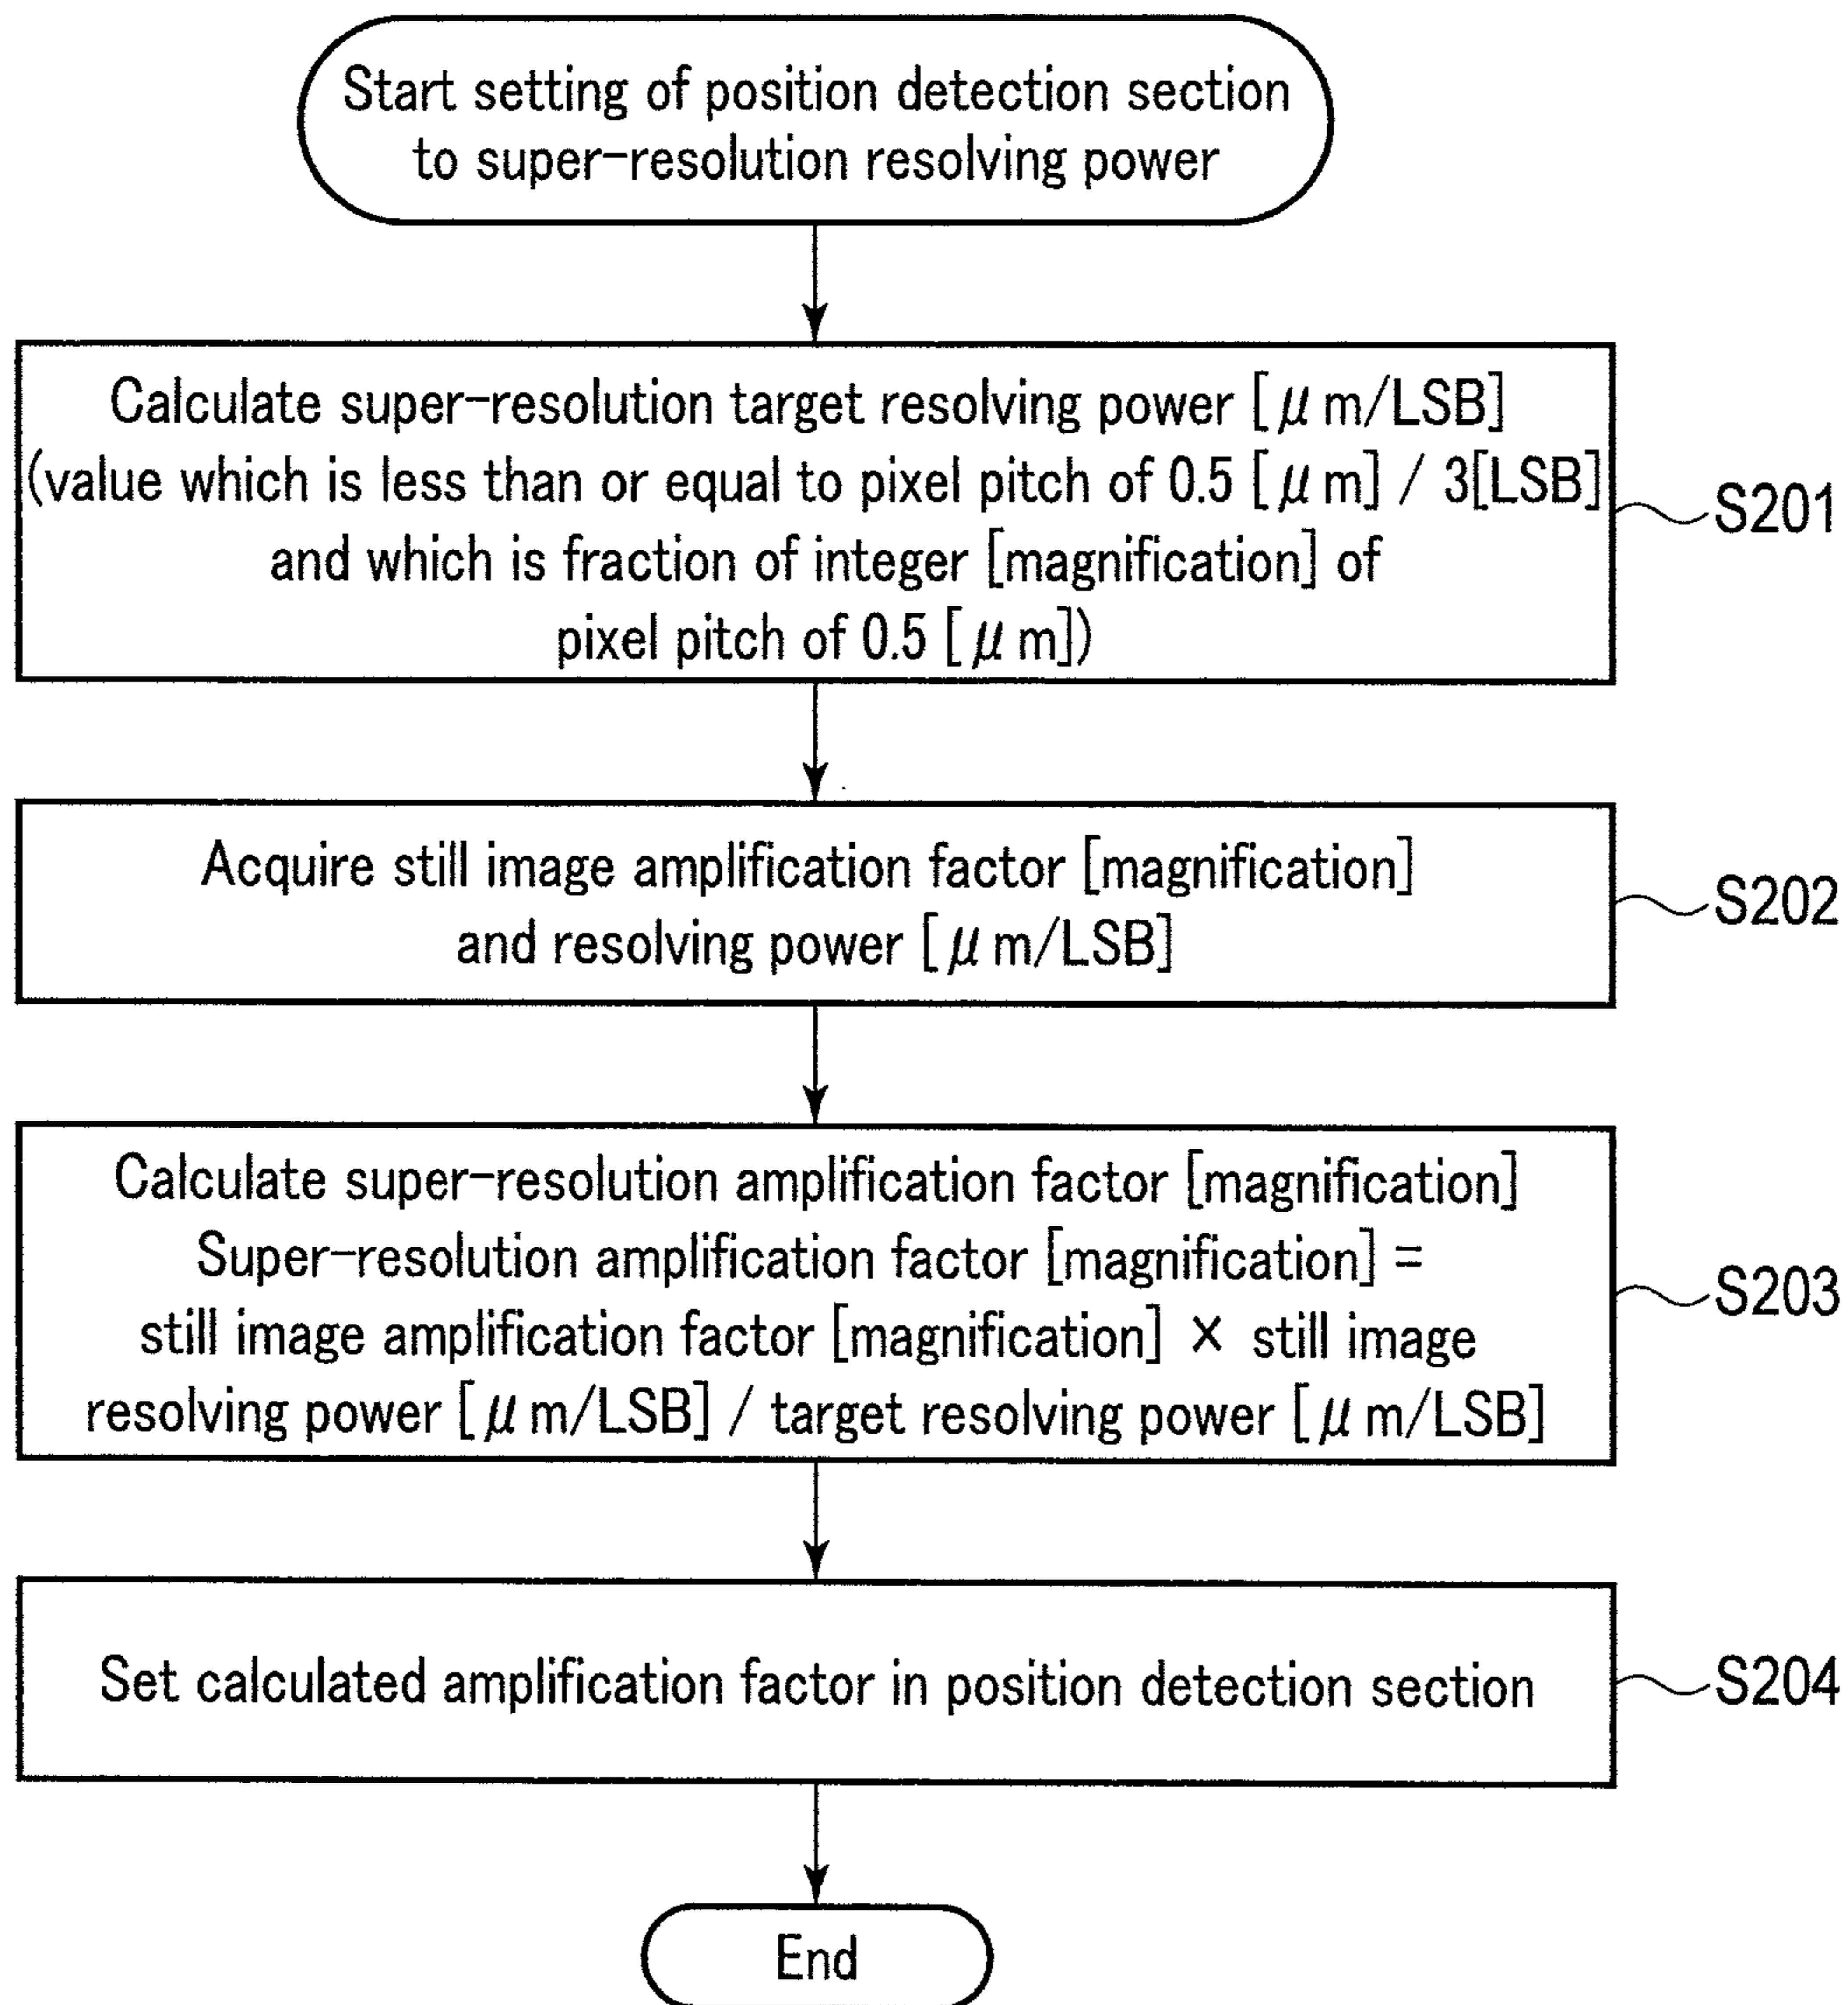 Start setting of position detection section
to super-resolution resolving power
Calculate super-resolution target resolving power [μm/LSB]
(value which is less than or equal to pixel pitch of 0.5 [μm] / 3[LSB]
and which is fraction of integer [magnification] of
pixel pitch of 0.5 [μm])
S201
Acquire still image amplification factor [magnification]
and resolving power [μm/LSB]
S202
Calculate super-resolution amplification factor [magnification]
Super-resolution amplification factor [magnification] =
still image amplification factor [magnification] × still image
resolving power [μm/LSB] / target resolving power [μm/LSB]
S203
Set calculated amplification factor in position detection section
S204
End